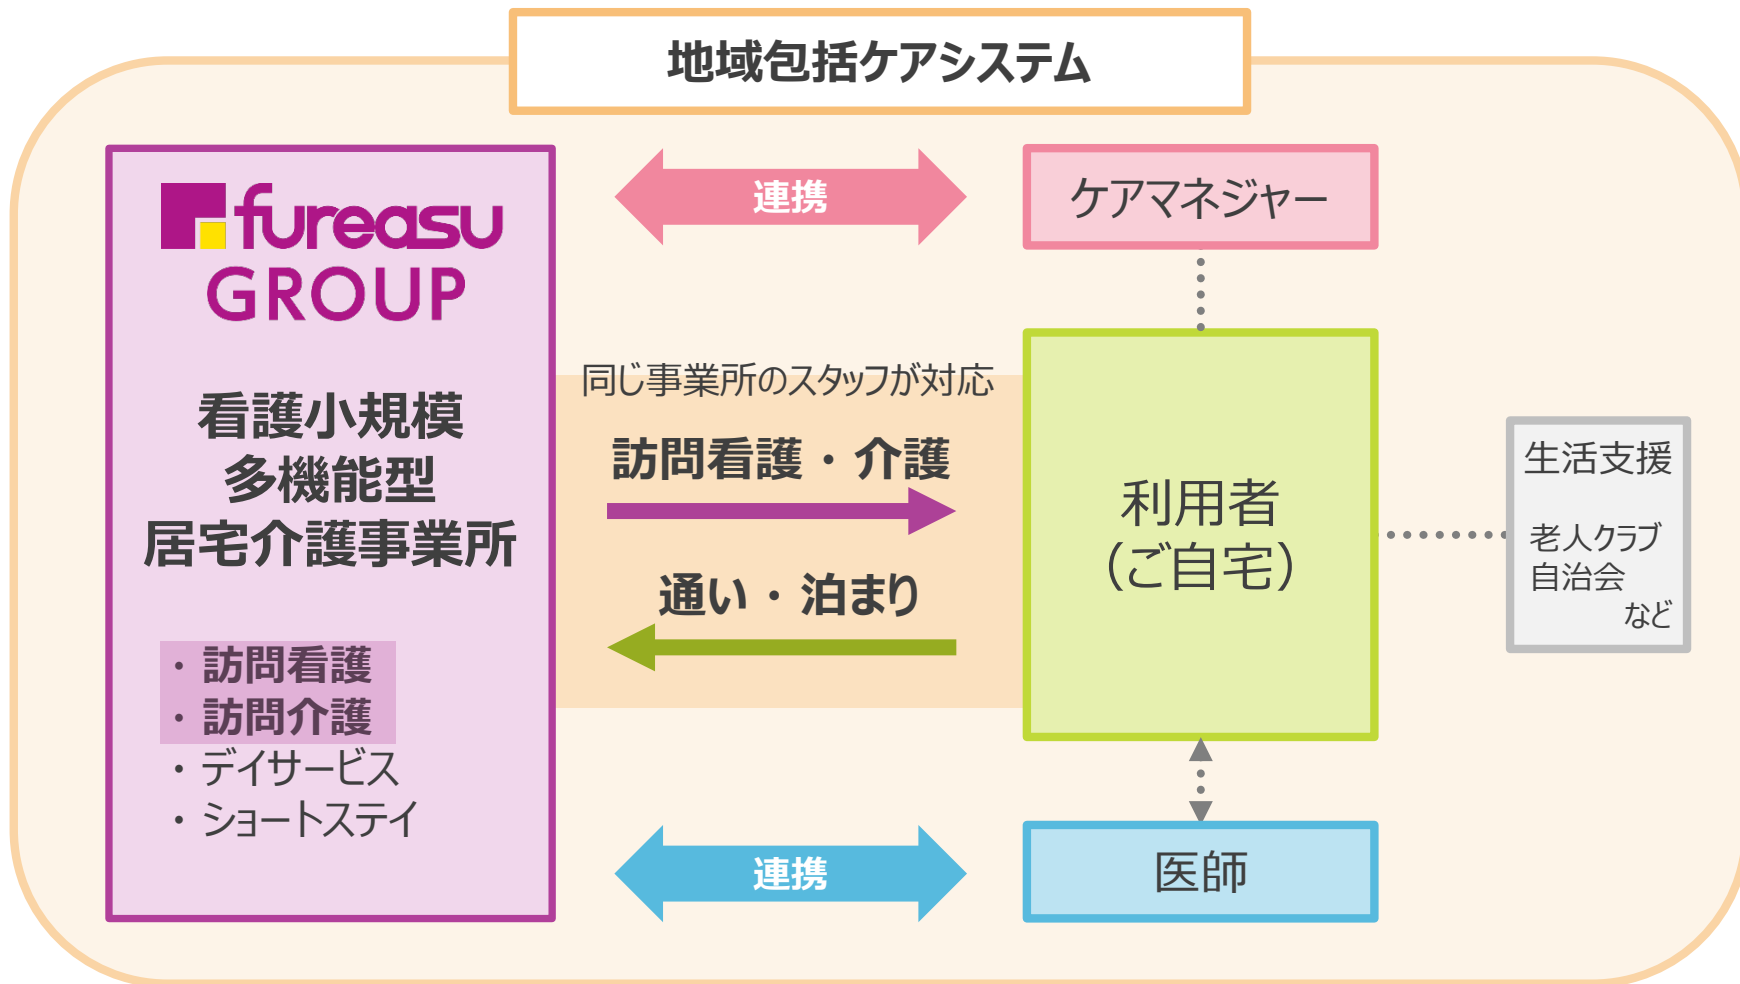 地域包括ケアシステム
fureasu
GROUP
看護小規模
多機能型
居宅介護事業所
・訪問看護
・訪問介護
・デイサービス
・ショートステイ
連携
ケアマネジャー
同じ事業所のスタッフが対応
訪問看護・介護
通い・泊まり
利用者
（ご自宅）
生活支援
老人クラブ
自治会
など
連携
医師